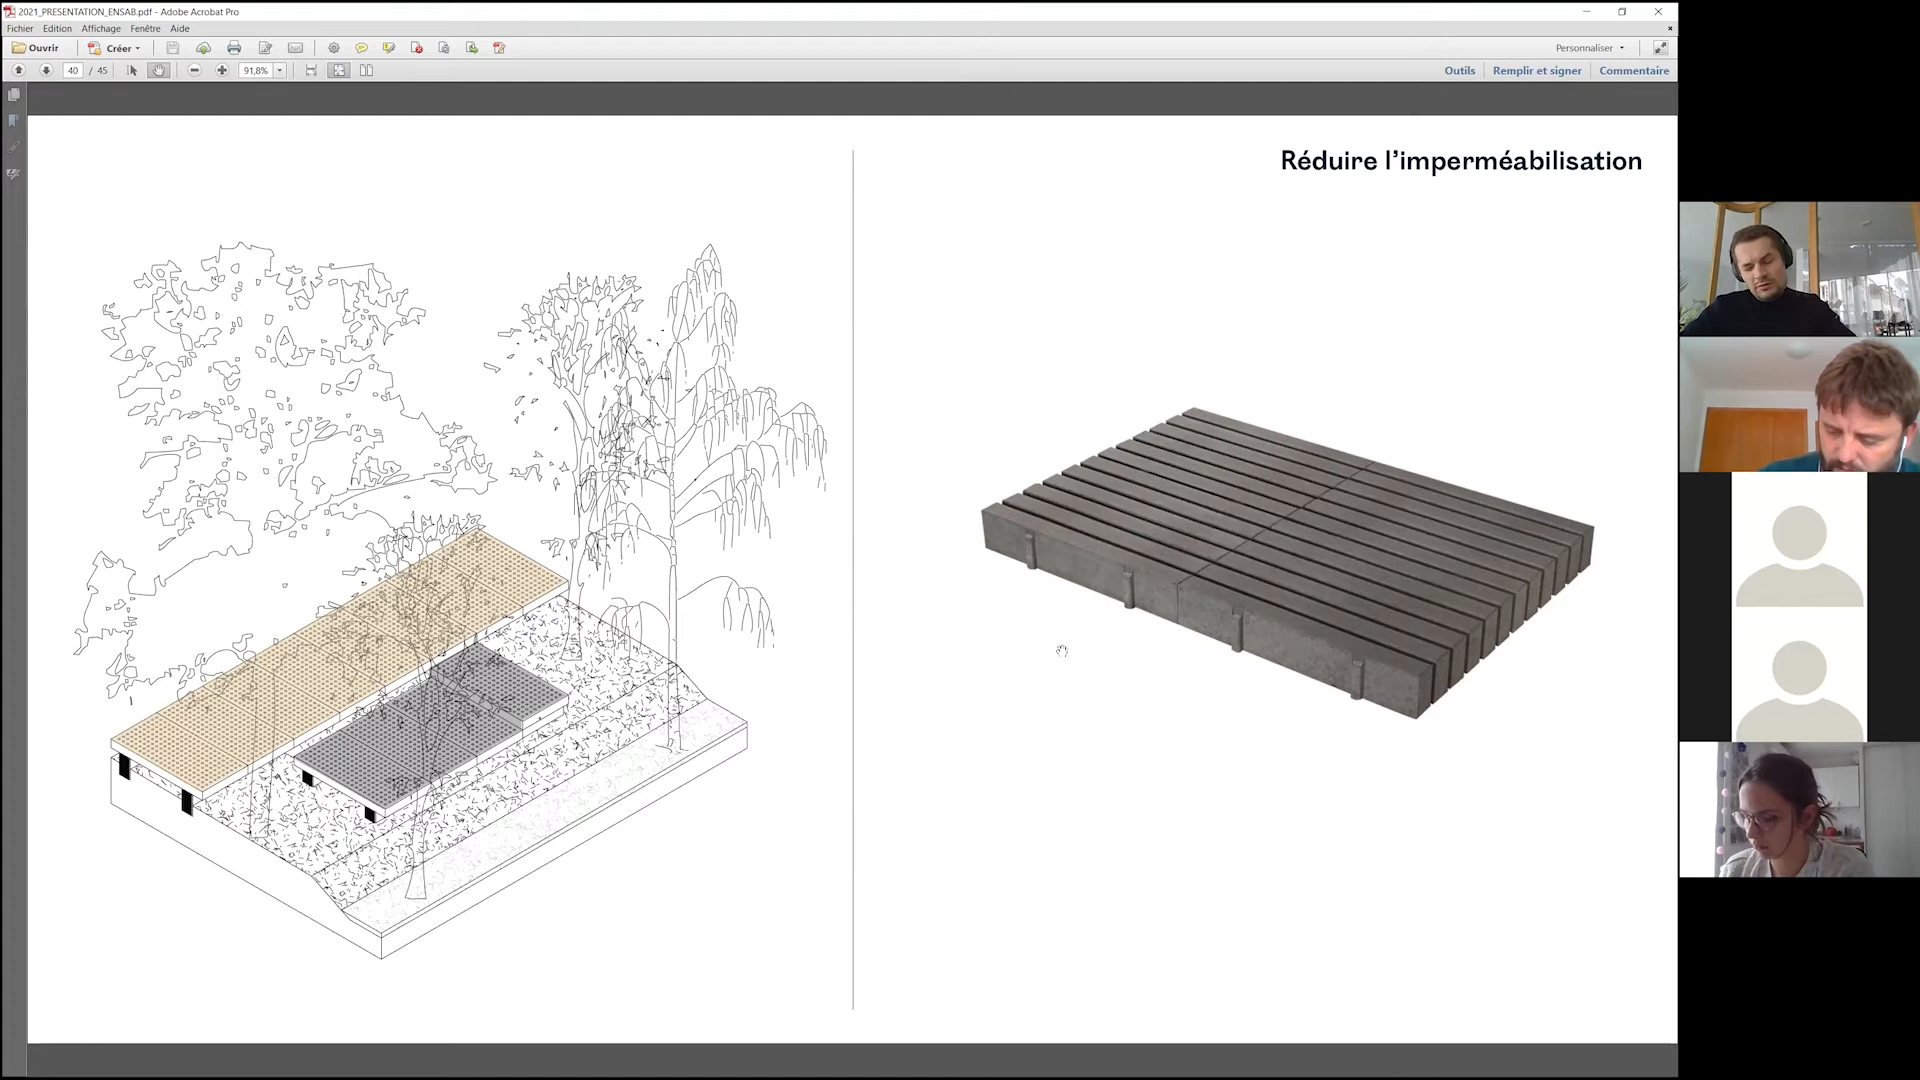 2021_PRESENTATION_ENSAB.pdf - Adobe Acrobat Pro
Fichier Edition Affichage Fenêtre Aide
Ouvrir Créer Personnaliser
40 / 45 91,8% Outils Remplir et signer Commentaire
Réduire l’imperméabilisation